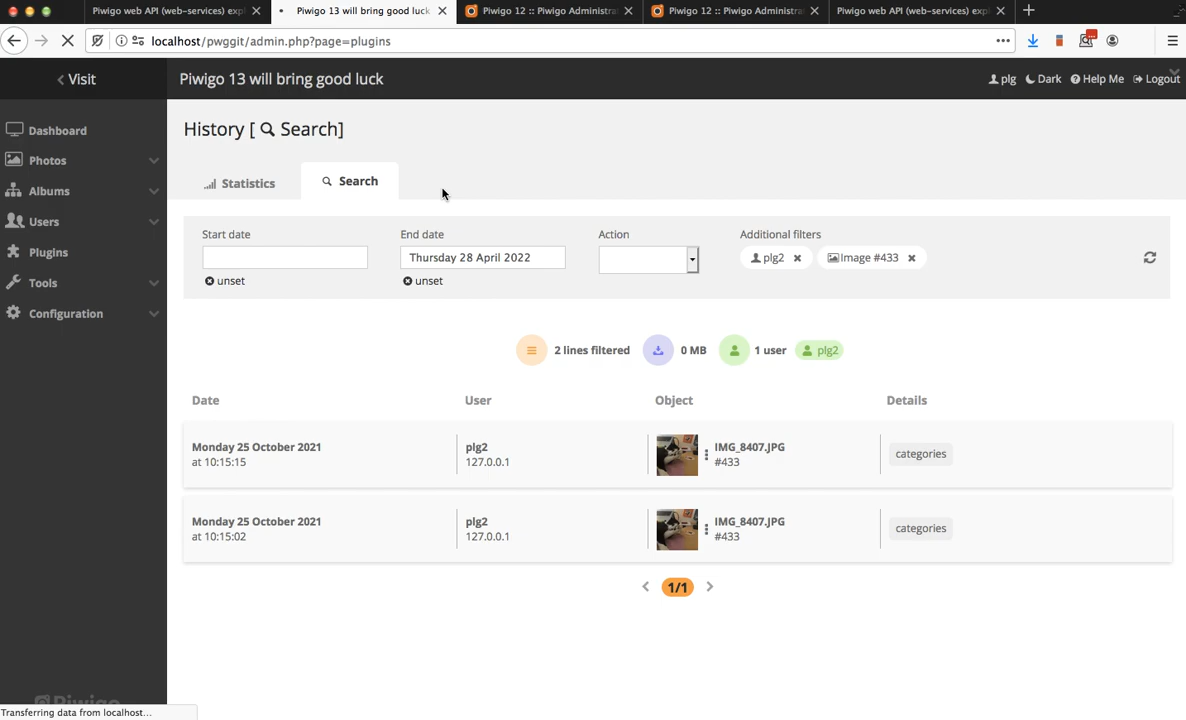 Piwigo web API (web-services) expl
Piwigo 13 will bring good luck
Piwigo 12 :: Piwigo Administra
Piwigo 12 :: Piwigo Administra
Piwigo web API (web-services) expl
localhost/pwggit/admin.php?page=plugins
Visit
Piwigo 13 will bring good luck
plg
Dark
Help Me
Logout
Dashboard
Photos
Albums
Users
Plugins
Tools
Configuration
History [ Search]
Statistics
Search
Start date
End date
Action
Additional filters
Thursday 28 April 2022
plg2
Image #433
unset
unset
2 lines filtered
0 MB
1 user
plg2
Date
User
Object
Details
Monday 25 October 2021
at 10:15:15
plg2
127.0.0.1
IMG_8407.JPG
#433
categories
Monday 25 October 2021
at 10:15:02
plg2
127.0.0.1
IMG_8407.JPG
#433
categories
1/1
Piwigo
Transferring data from localhost...